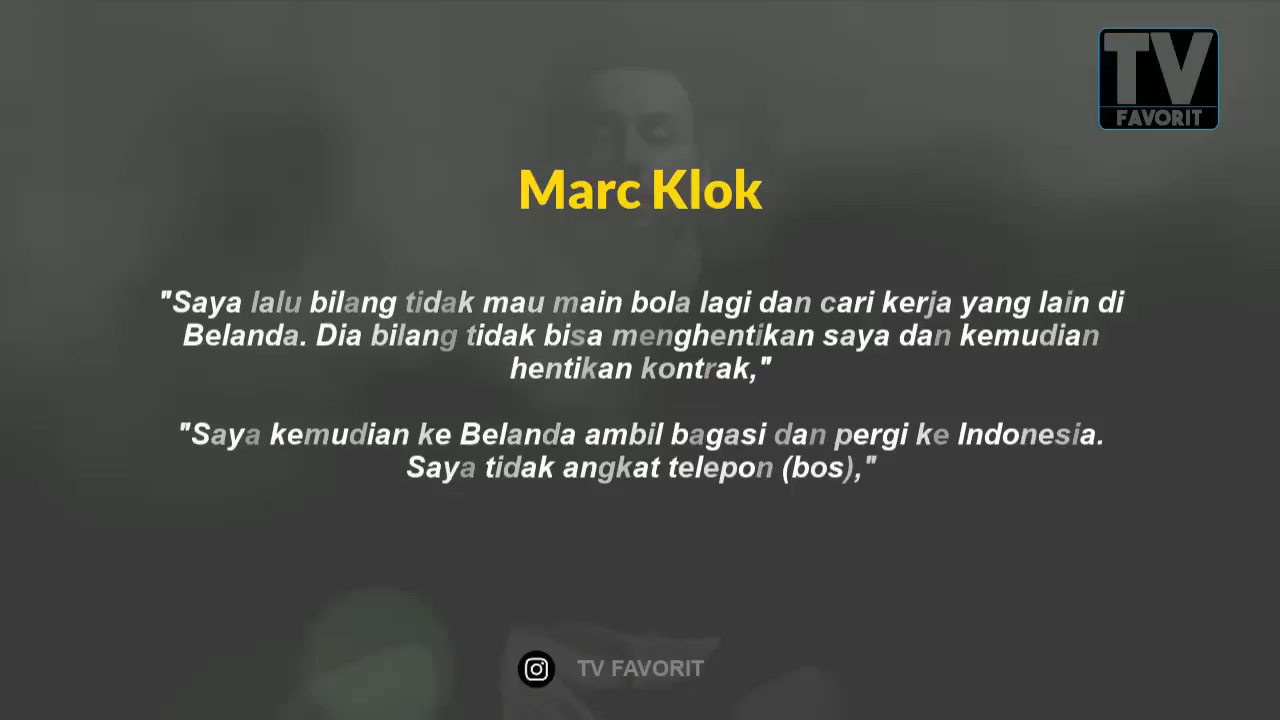 TV
FAVORIT
Marc Klok
"Saya lalu bilang tidak mau main bola lagi dan cari kerja yang lain di
Belanda. Dia bilang tidak bisa menghentikan saya dan kemudian
hentikan kontrak,"
"Saya kemudian ke Belanda ambil bagasi dan pergi ke Indonesia.
Saya tidak angkat telepon (bos),"
TV FAVORIT